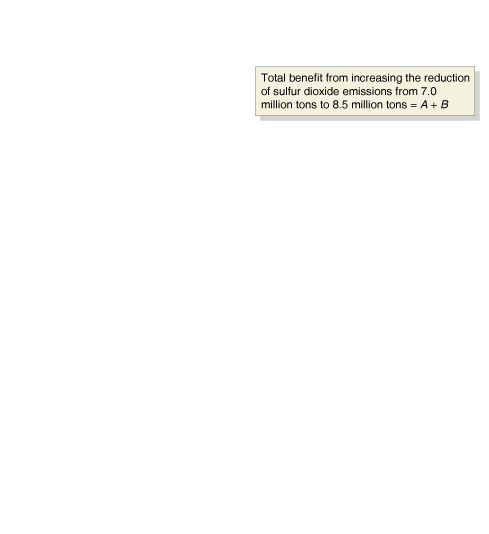 Total benefit from increasing the reduction
of sulfur dioxide emissions from 7.0
million tons to 8.5 million tons = A + B